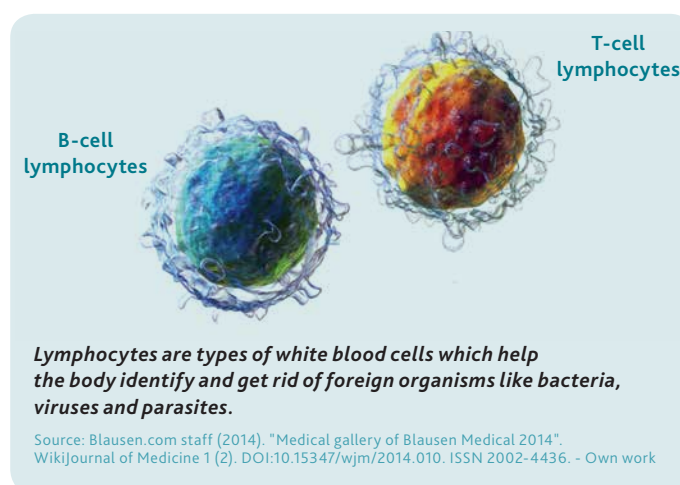 T-cell
lymphocytes
B-cell
lymphocytes
Lymphocytes are types of white blood cells which help
the body identify and get rid of foreign organisms like bacteria,
viruses and parasites.
Source: Blausen.com staff (2014). "Medical gallery of Blausen Medical 2014".
WikiJournal of Medicine 1 (2). DOI:10.15347/wjm/2014.010. ISSN 2002-4436. - Own work